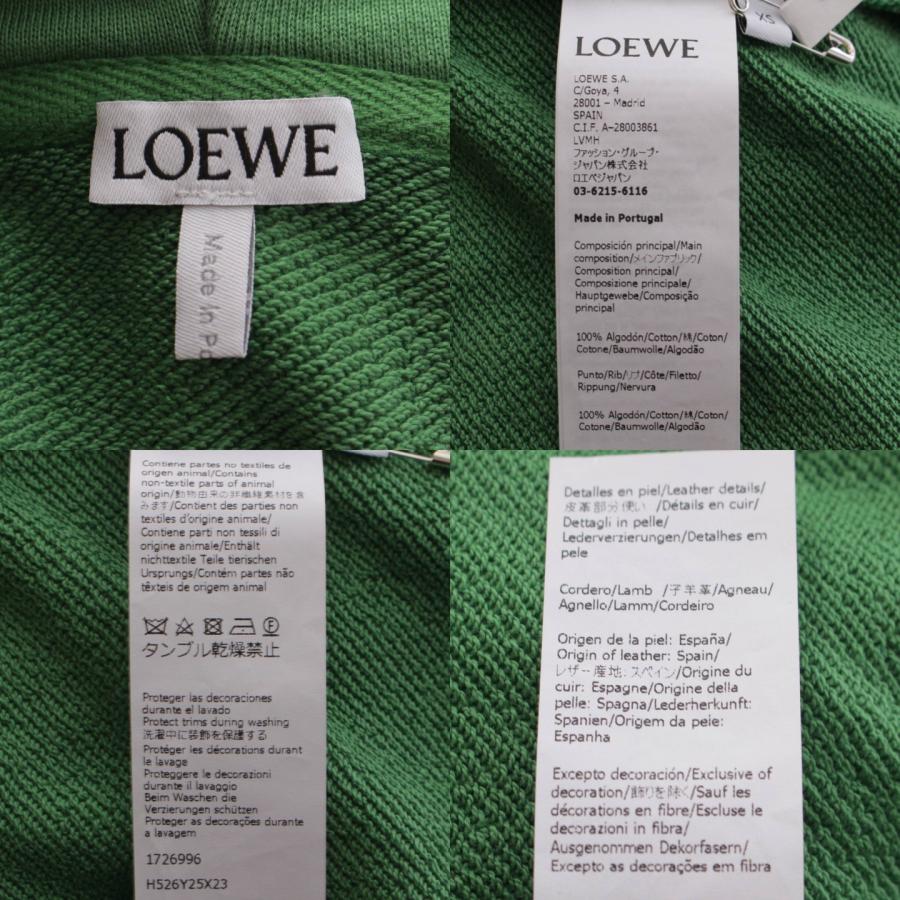 LOEWE
Made in Po
LOEWE
XS
LOEWE S.A.
C/Goya, 4
28001 – Madrid
SPAIN
C.I.F. A–28003861
LVMH
ファッション・グループ・
ジャパン株式会社
ロエベジャパン
03-6215-6116
Made in Portugal
Composición principal/Main
composition/メインファブリック/
Composition principal/
Composizione principale/
Hauptgewebe/Composição
principal
100% Algodón/Cotton/綿/Coton/
Cotone/Baumwolle/Algodão
Punto/Rib/リブ/Côte/Filetto/
Rippung/Nervura
100% Algodón/Cotton/綿/Coton/
Cotone/Baumwolle/Algodão
Contiene partes no textiles de
origen animal/Contains
non-textile parts of animal
origin/動物由来の非繊維素材を含
みます/Contient des parties non
textiles d'origine animale/
Contiene parti non tessili di
origine animale/Enthält
nichttextile Teile tierischen
Ursprungs/Contém partes não
têxteis de origem animal
タンブル乾燥禁止
Proteger las decoraciones
durante el lavado
Protect trims during washing
洗濯中に装飾を保護する
Protéger les décorations durant
le lavage
Proteggere le decorazioni
durante il lavaggio
Beim Waschen die
Verzierungen schützen
Proteger as decorações durante
a lavagem
1726996
H526Y25X23
Detalles en piel/Leather details/
皮革部分使い /Détails en cuir/
Dettagli in pelle/
Lederverzierungen/Detalhes em
pele
Cordero/Lamb /子羊革/Agneau/
Agnello/Lamm/Cordeiro
Origen de la piel: España/
Origin of leather: Spain/
レザー産地: スペイン/Origine du
cuir: Espagne/Origine della
pelle: Spagna/Lederherkunft:
Spanien/Origem da peie:
Espanha
Excepto decoración/Exclusive of
decoration/飾りを除く/Sauf les
décorations en fibre/Escluse le
decorazioni in fibra/
Ausgenommen Dekorfasern/
Excepto as decorações em fibra